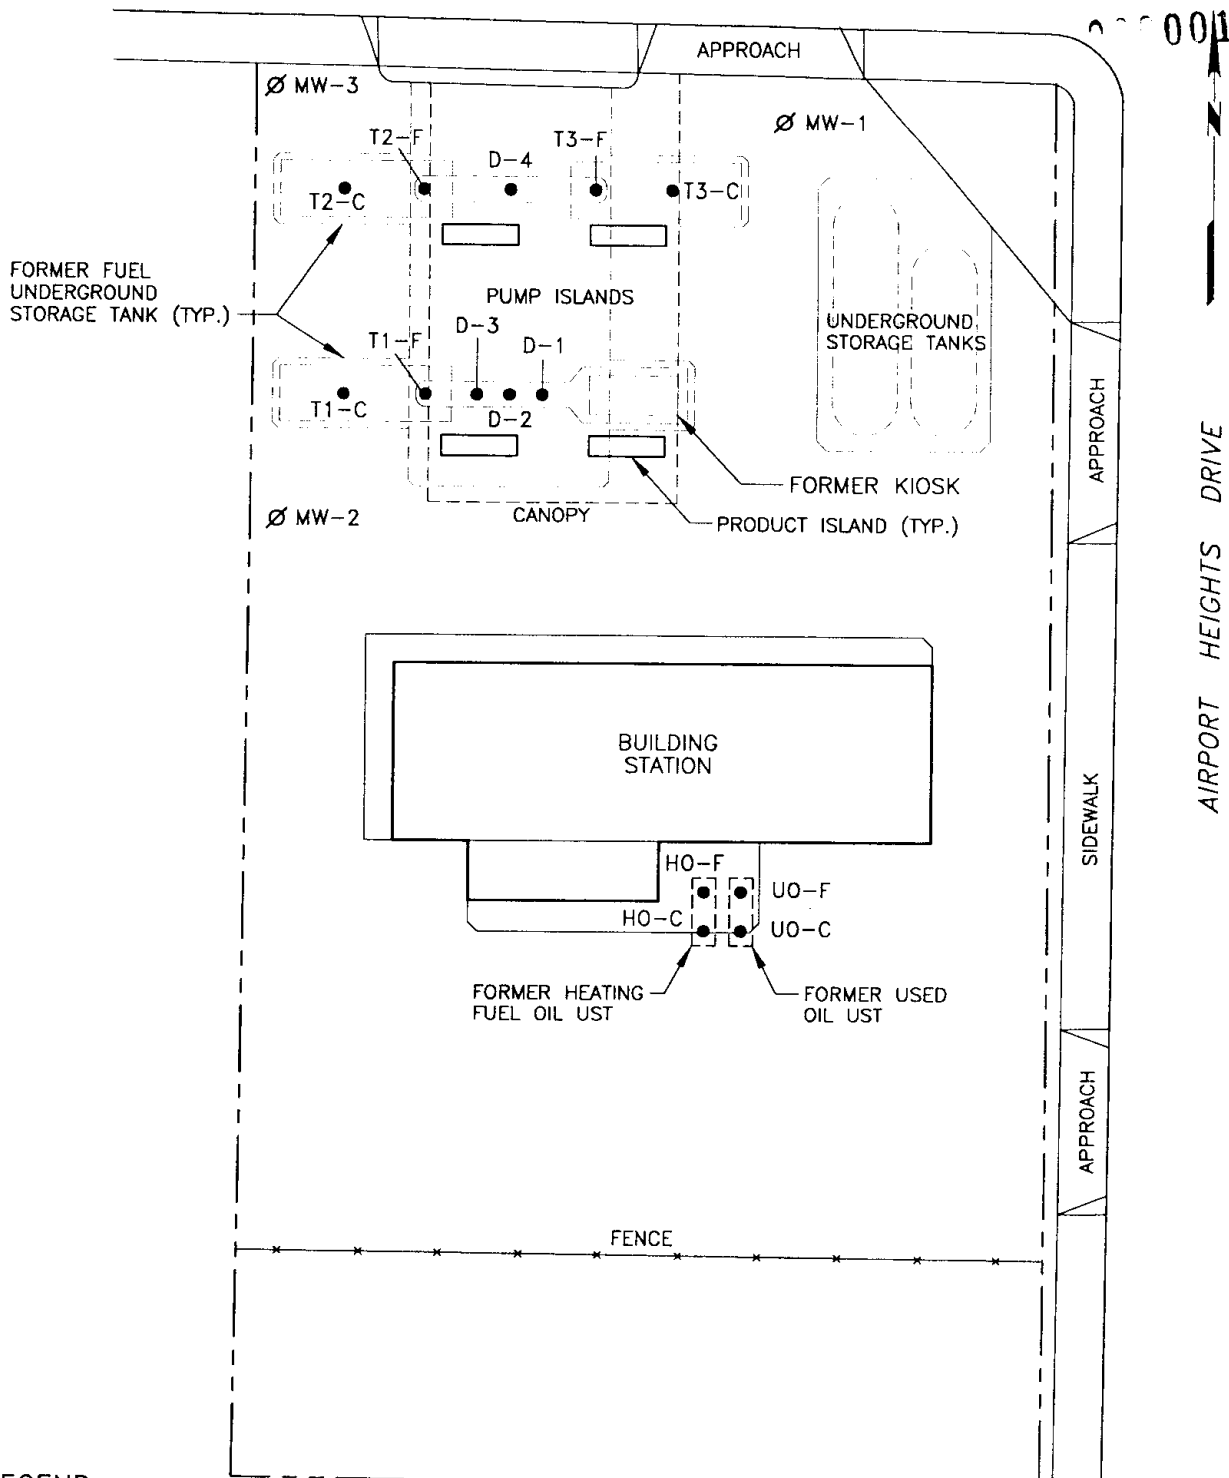 APPROACH
Ø MW-3
Ø MW-1
T2-F
D-4
T3-F
T2-C
T3-C
FORMER FUEL
UNDERGROUND
STORAGE TANK (TYP.)
PUMP ISLANDS
UNDERGROUND
STORAGE TANKS
T1-F
D-3
D-1
T1-C
D-2
APPROACH
FORMER KIOSK
Ø MW-2
CANOPY
PRODUCT ISLAND (TYP.)
AIRPORT HEIGHTS DRIVE
BUILDING
STATION
SIDEWALK
HO-F
UO-F
HO-C
UO-C
FORMER HEATING
FUEL OIL UST
FORMER USED
OIL UST
APPROACH
FENCE
N